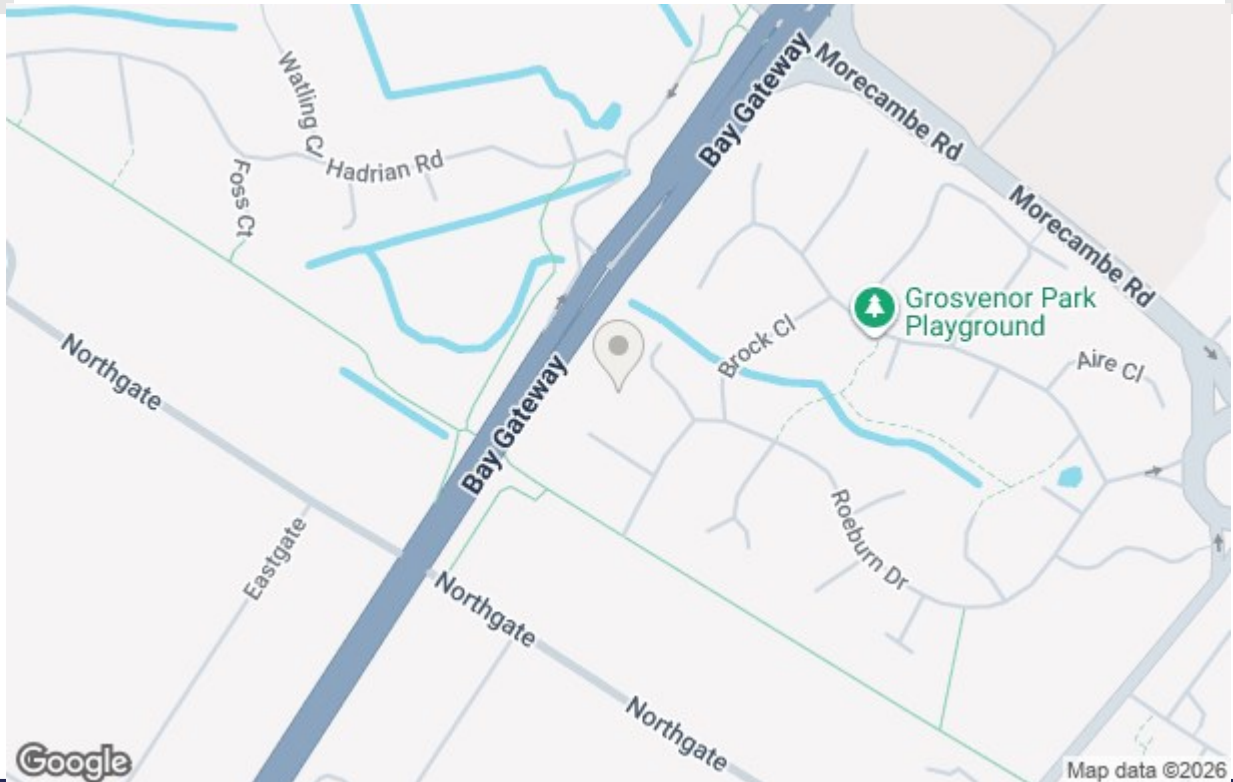 Bay Gateway
Morecambe Rd
Watling C
Hadrian Rd
Foss Ct
Morecambe Rd
Grosvenor Park
Playground
Northgate
Brock Cl
Aire Cl
Bay Gateway
Roeburn Dr
Eastgate
Northgate
Northgate
Google
Map data ©2026